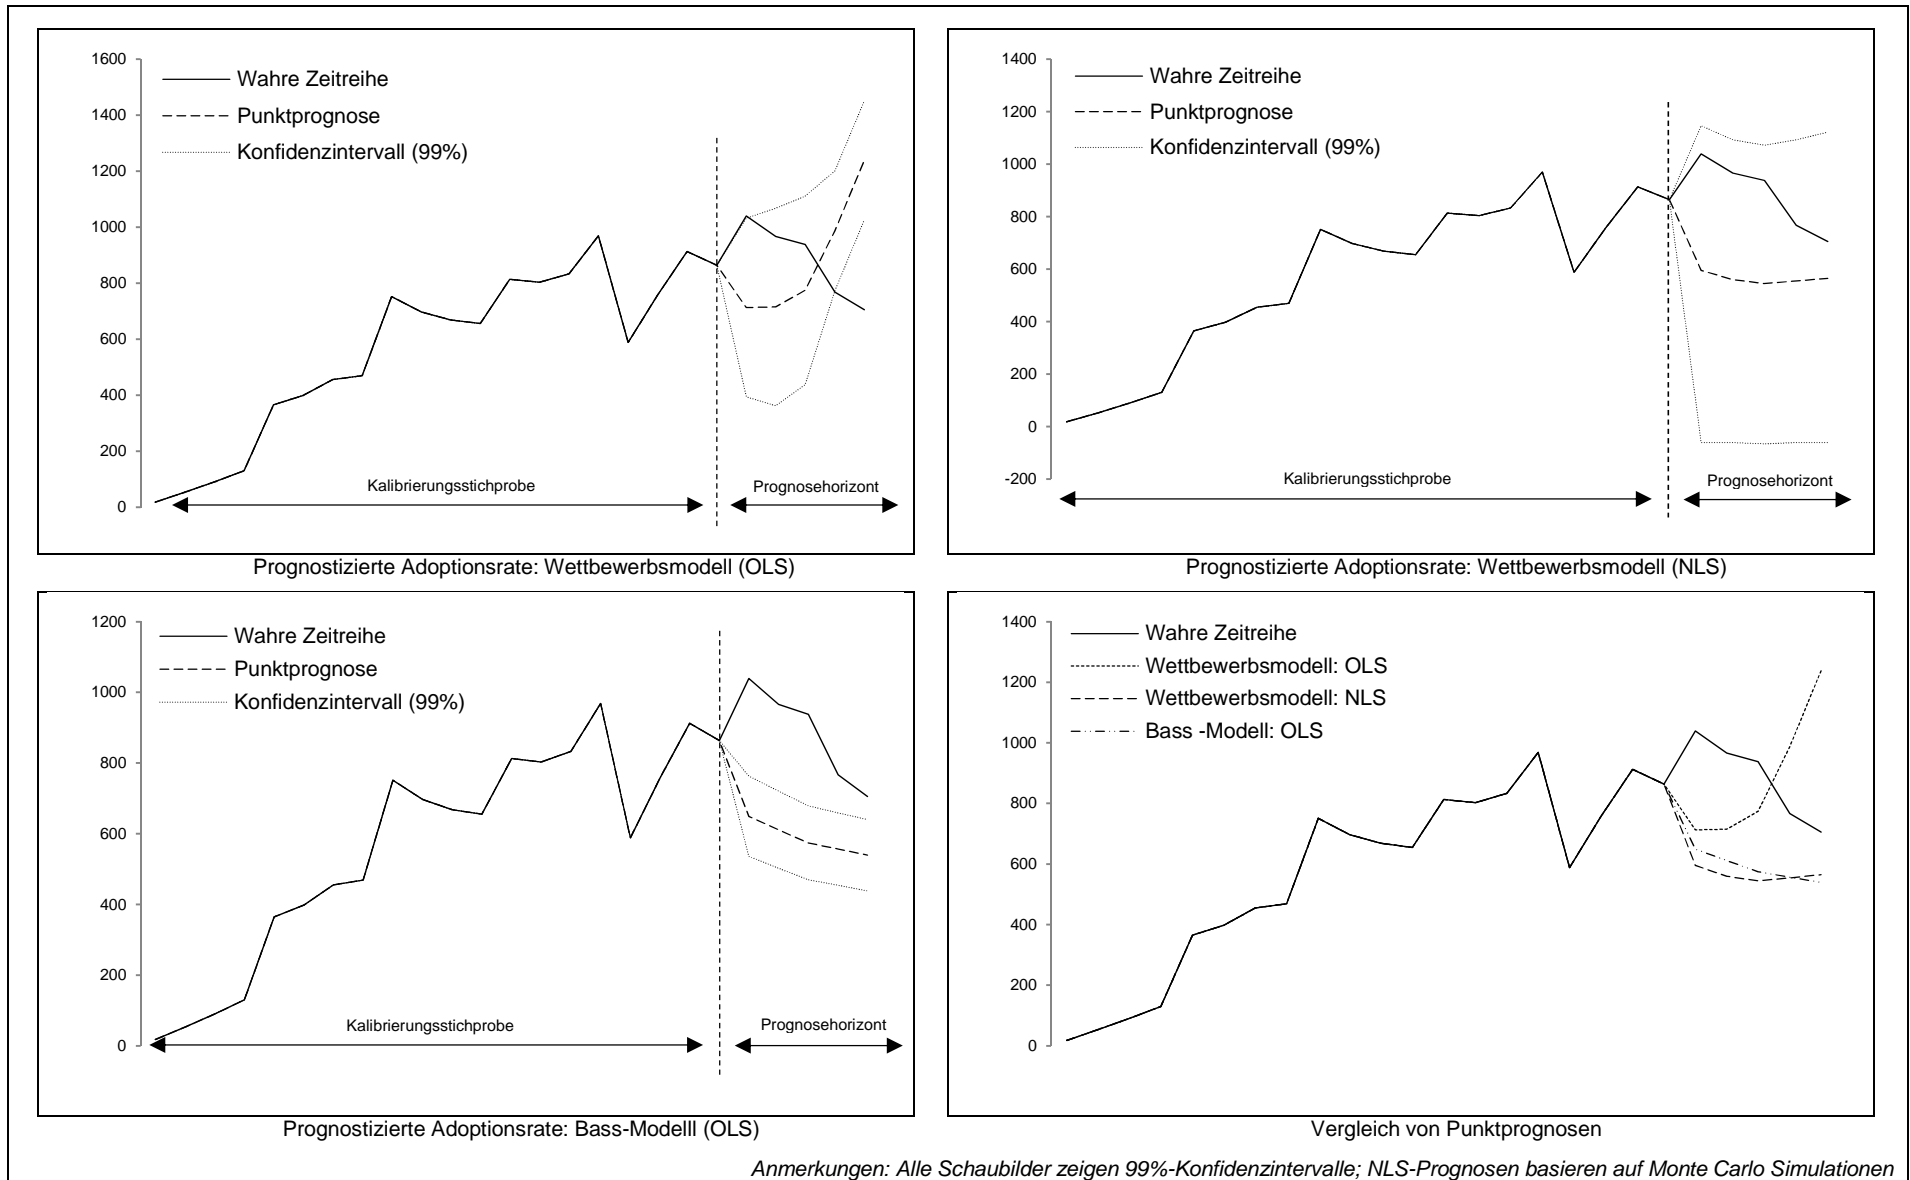 1600
1400
1200
1000
800
600
400
200
0
Wahre Zeitreihe
Punktprognose
Konfidenzintervall (99%)
Kalibrierungsstichprobe
Prognosehorizont
Prognostizierte Adoptionsrate: Wettbewerbsmodell (OLS)
1400
1200
1000
800
600
400
200
0
-200
Wahre Zeitreihe
Punktprognose
Konfidenzintervall (99%)
Kalibrierungsstichprobe
Prognosehorizont
Prognostizierte Adoptionsrate: Wettbewerbsmodell (NLS)
1200
1000
800
600
400
200
0
Wahre Zeitreihe
Punktprognose
Konfidenzintervall (99%)
Kalibrierungsstichprobe
Prognosehorizont
Prognostizierte Adoptionsrate: Bass-Modelll (OLS)
1400
1200
1000
800
600
400
200
0
Wahre Zeitreihe
Wettbewerbsmodell: OLS
Wettbewerbsmodell: NLS
Bass -Modell: OLS
Vergleich von Punktprognosen
Anmerkungen: Alle Schaubilder zeigen 99%-Konfidenzintervalle; NLS-Prognosen basieren auf Monte Carlo Simulationen